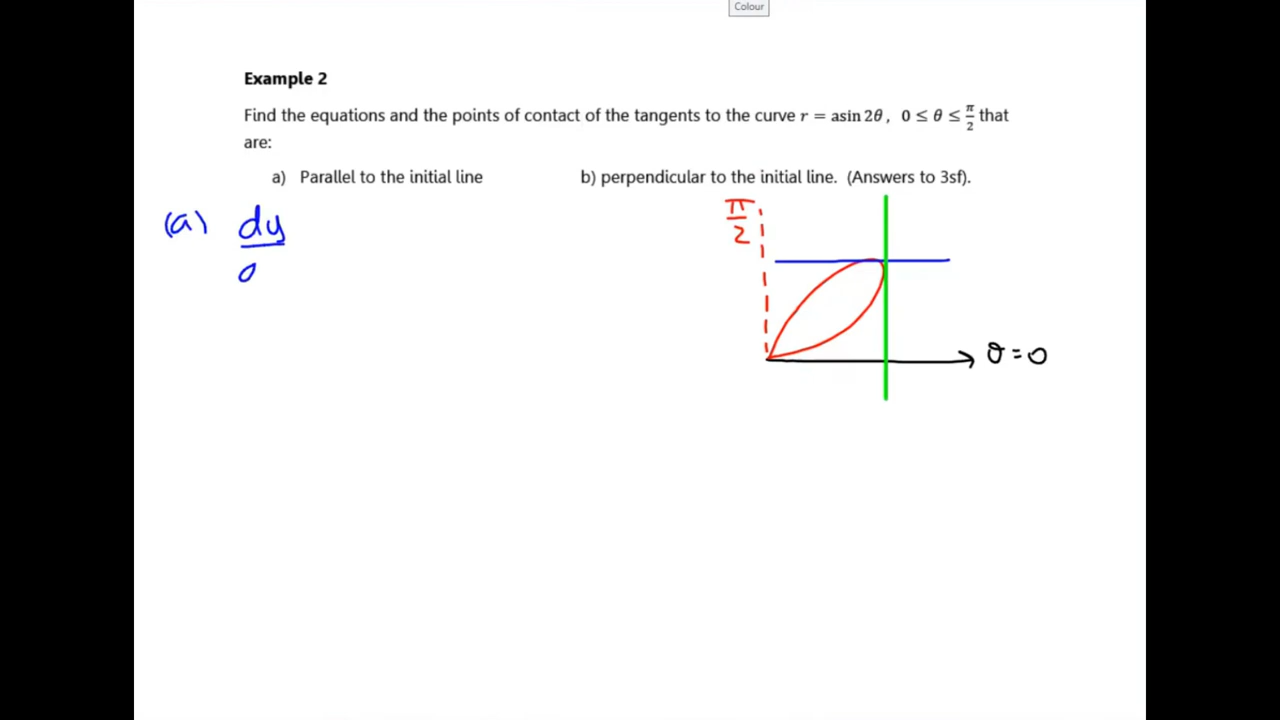 Colour
Example 2
Find the equations and the points of contact of the tangents to the curve r = asin 2θ , 0 ≤ θ ≤ π/2 that
are:
a) Parallel to the initial line b) perpendicular to the initial line. (Answers to 3sf).
(a) dy
π
2
θ = 0